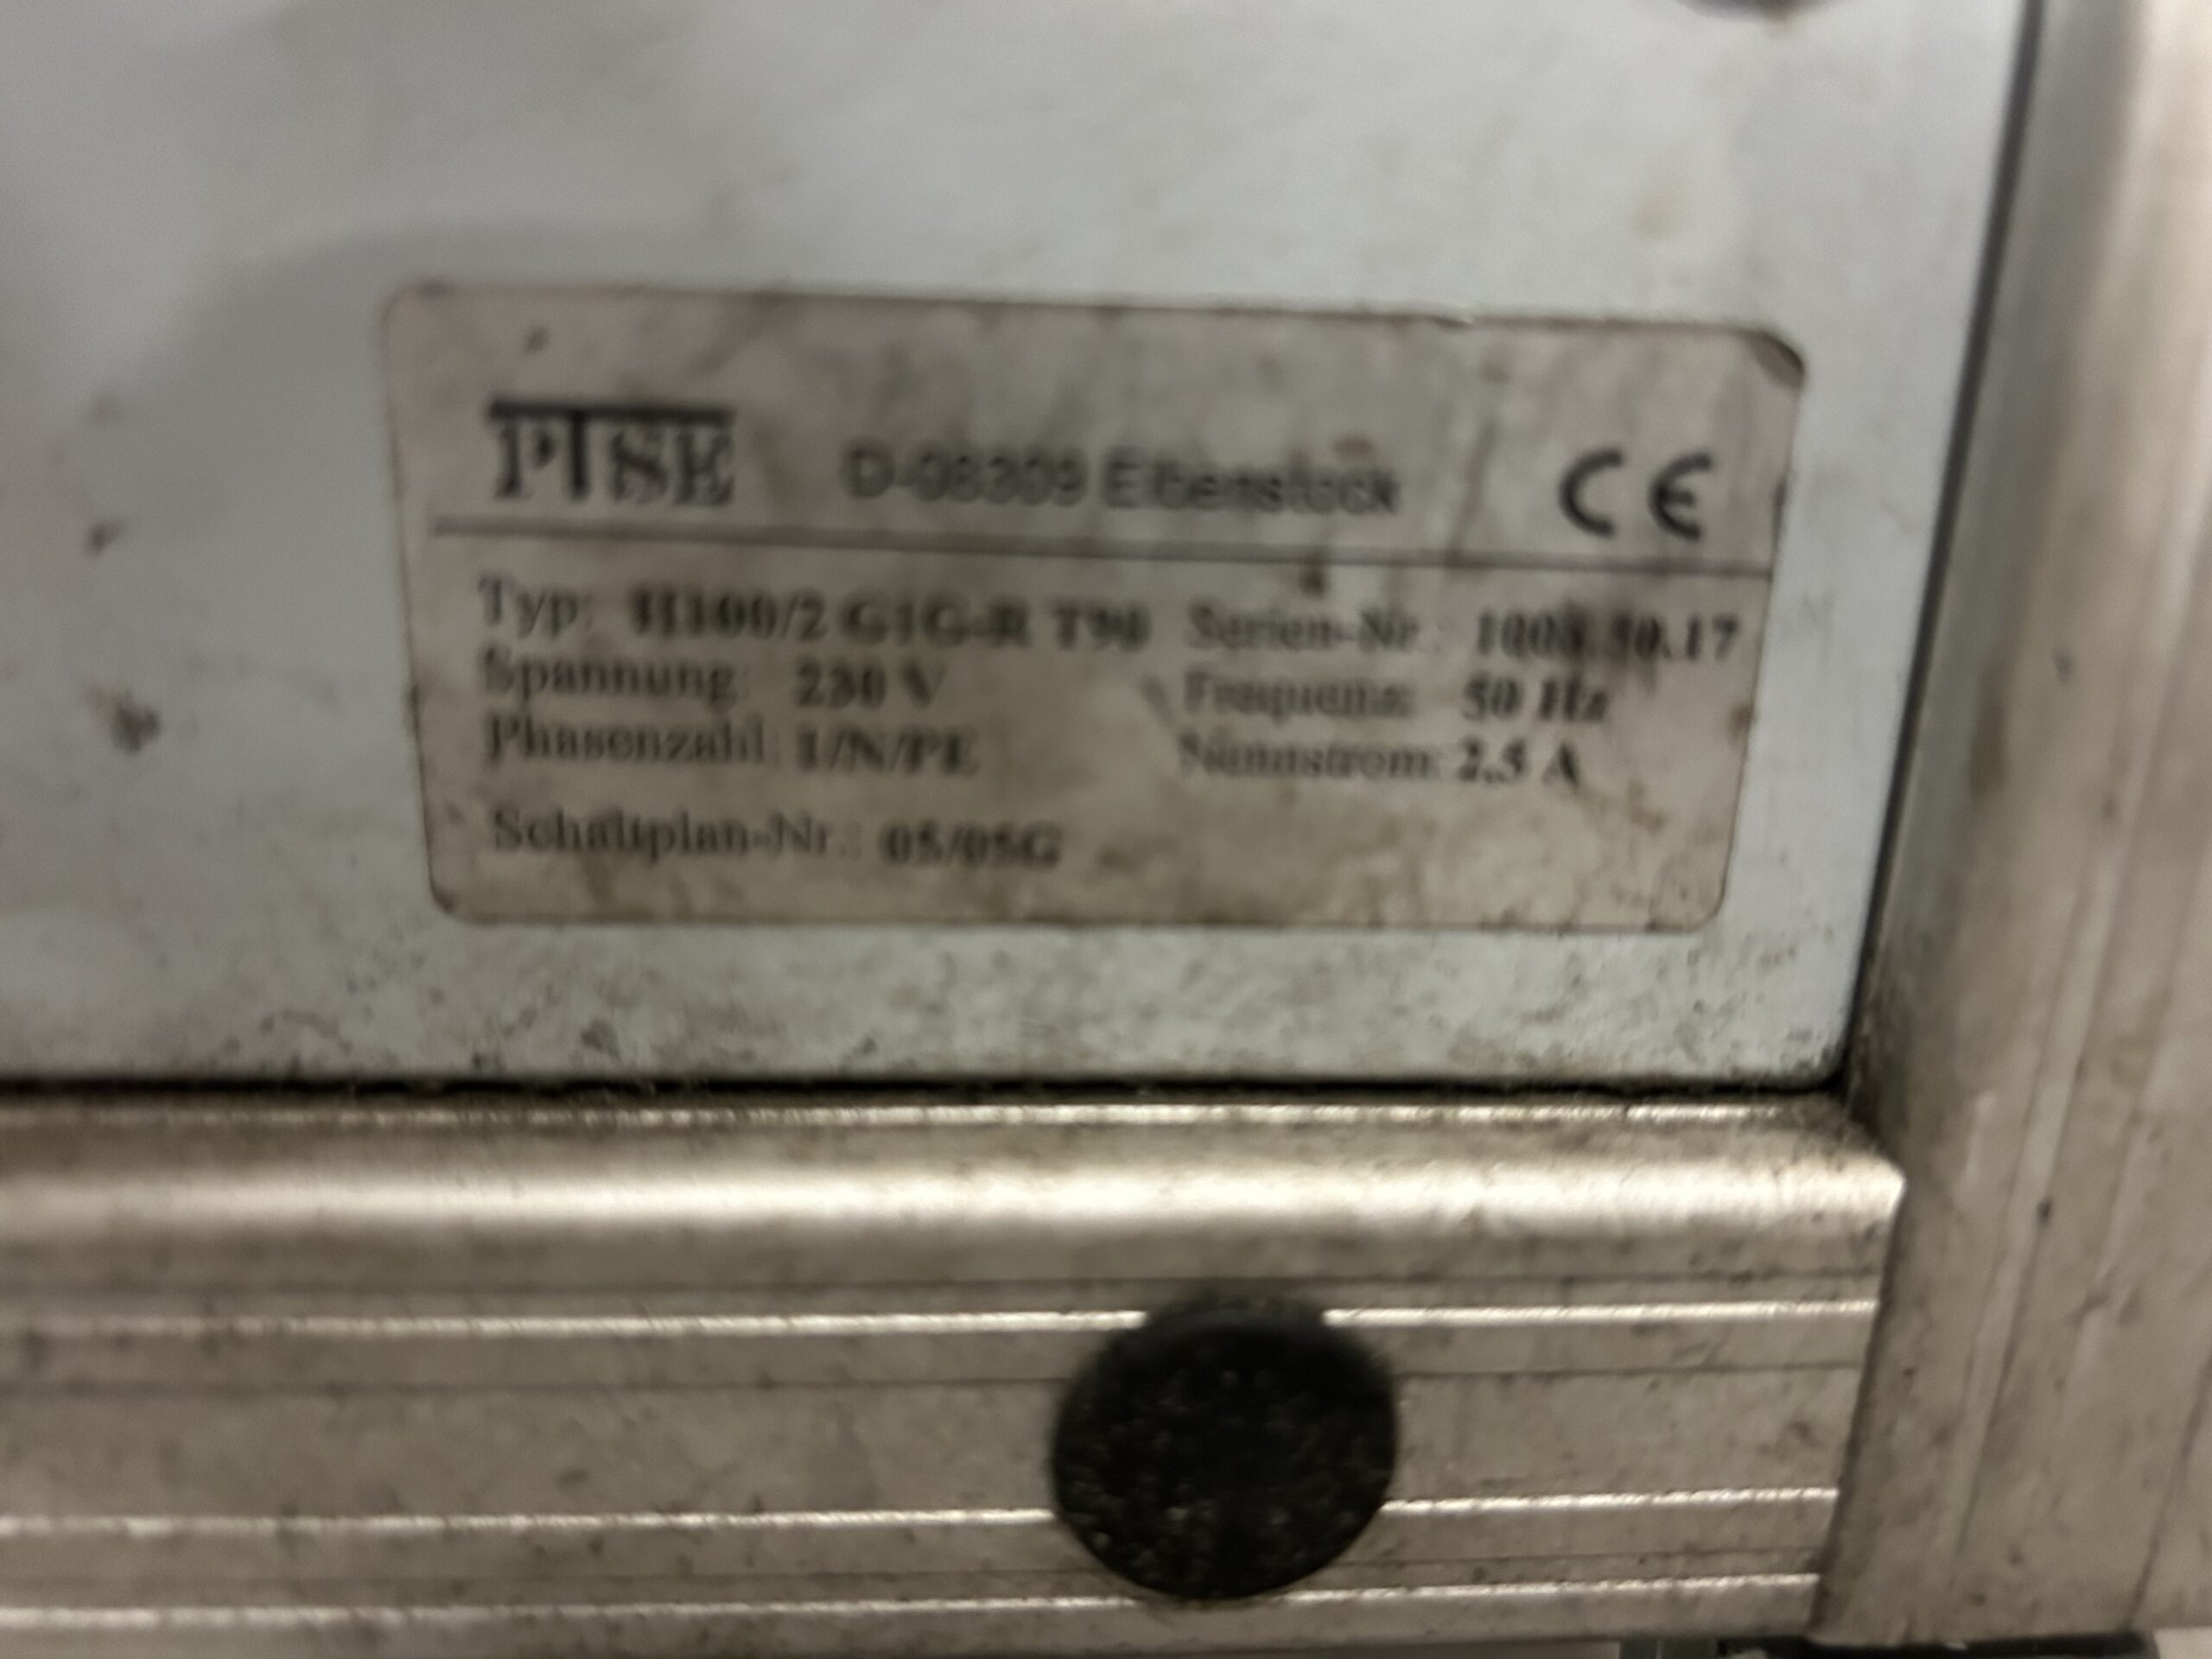 PTSE D-08309 Eibenstock CE
Typ: H100/2 G1G-R T90 Serien-Nr.:
Spannung: 230 V Frequenz: 50 Hz
Phasenzahl: 1/N/PE Nennstrom: 2,5 A
Schaltplan-Nr.: 05/05G